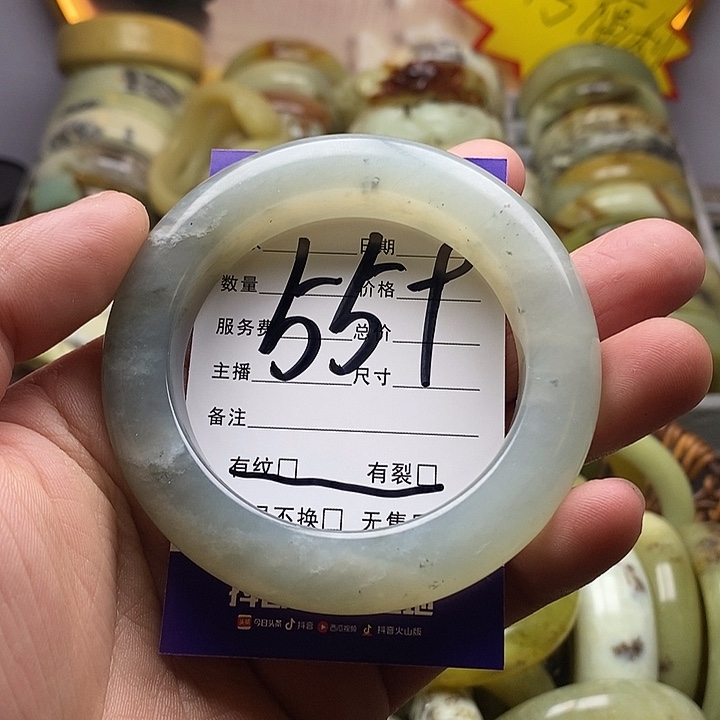 福利
日期
数量 价格
服务费 总价
主播 尺寸
551
备注
有纹□ 有裂□
不换□ 无售
今日头条 抖音 西瓜视频 抖音火山版